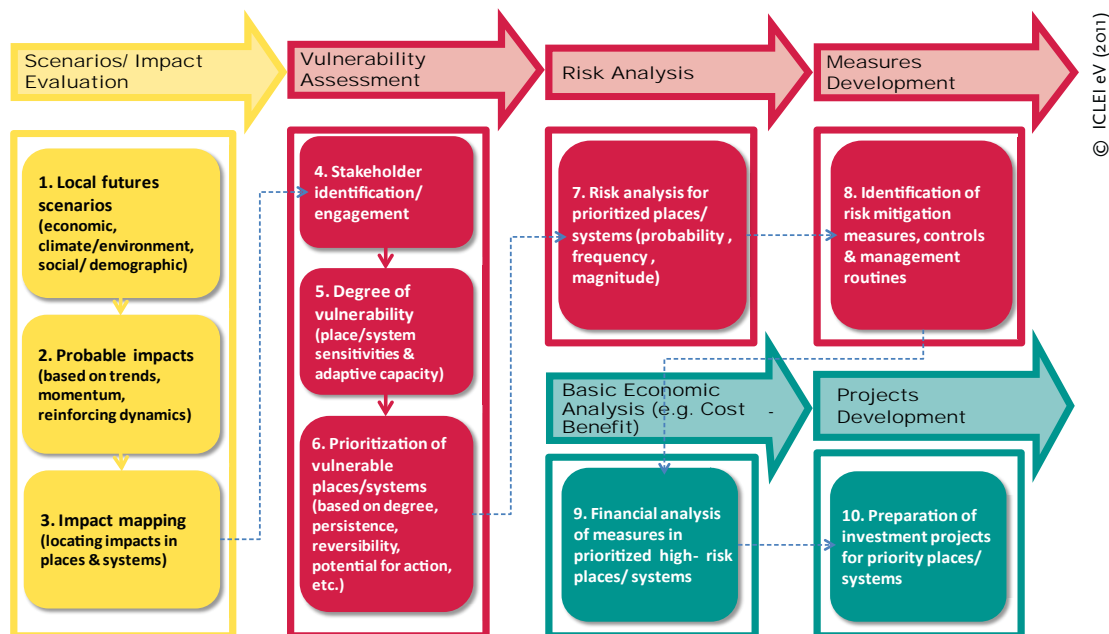 Scenarios/ Impact
Evaluation
Vulnerability
Assessment
Risk Analysis
Measures
Development
© ICLEI eV (2011)
1. Local futures
scenarios
(economic,
climate/environment,
social/ demographic)
2. Probable impacts
(based on trends,
momentum,
reinforcing dynamics)
3. Impact mapping
(locating impacts in
places & systems)
4. Stakeholder
identification/
engagement
5. Degree of
vulnerability
(place/system
sensitivities &
adaptive capacity)
6. Prioritization of
vulnerable
places/systems
(based on degree,
persistence,
reversibility,
potential for action,
etc.)
7. Risk analysis for
prioritized places/
systems (probability ,
frequency ,
magnitude)
8. Identification of
risk mitigation
measures, controls
& management
routines
Basic Economic
Analysis (e.g. Cost -
Benefit)
Projects
Development
9. Financial analysis
of measures in
prioritized high- risk
places/ systems
10. Preparation of
investment projects
for priority places/
systems